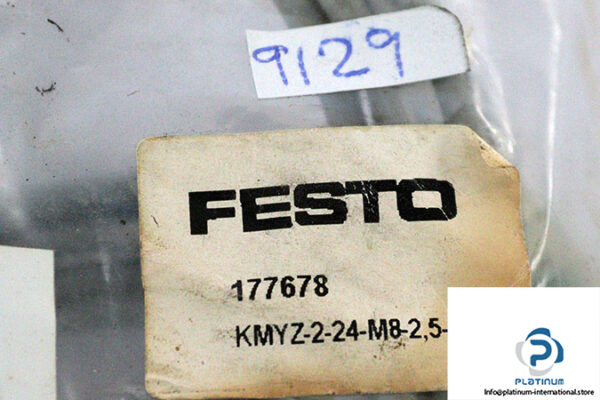 9129
FESTO
177678
KMYZ-2-24-M8-2,5-
PLATINUM
Info@platinum-international.store